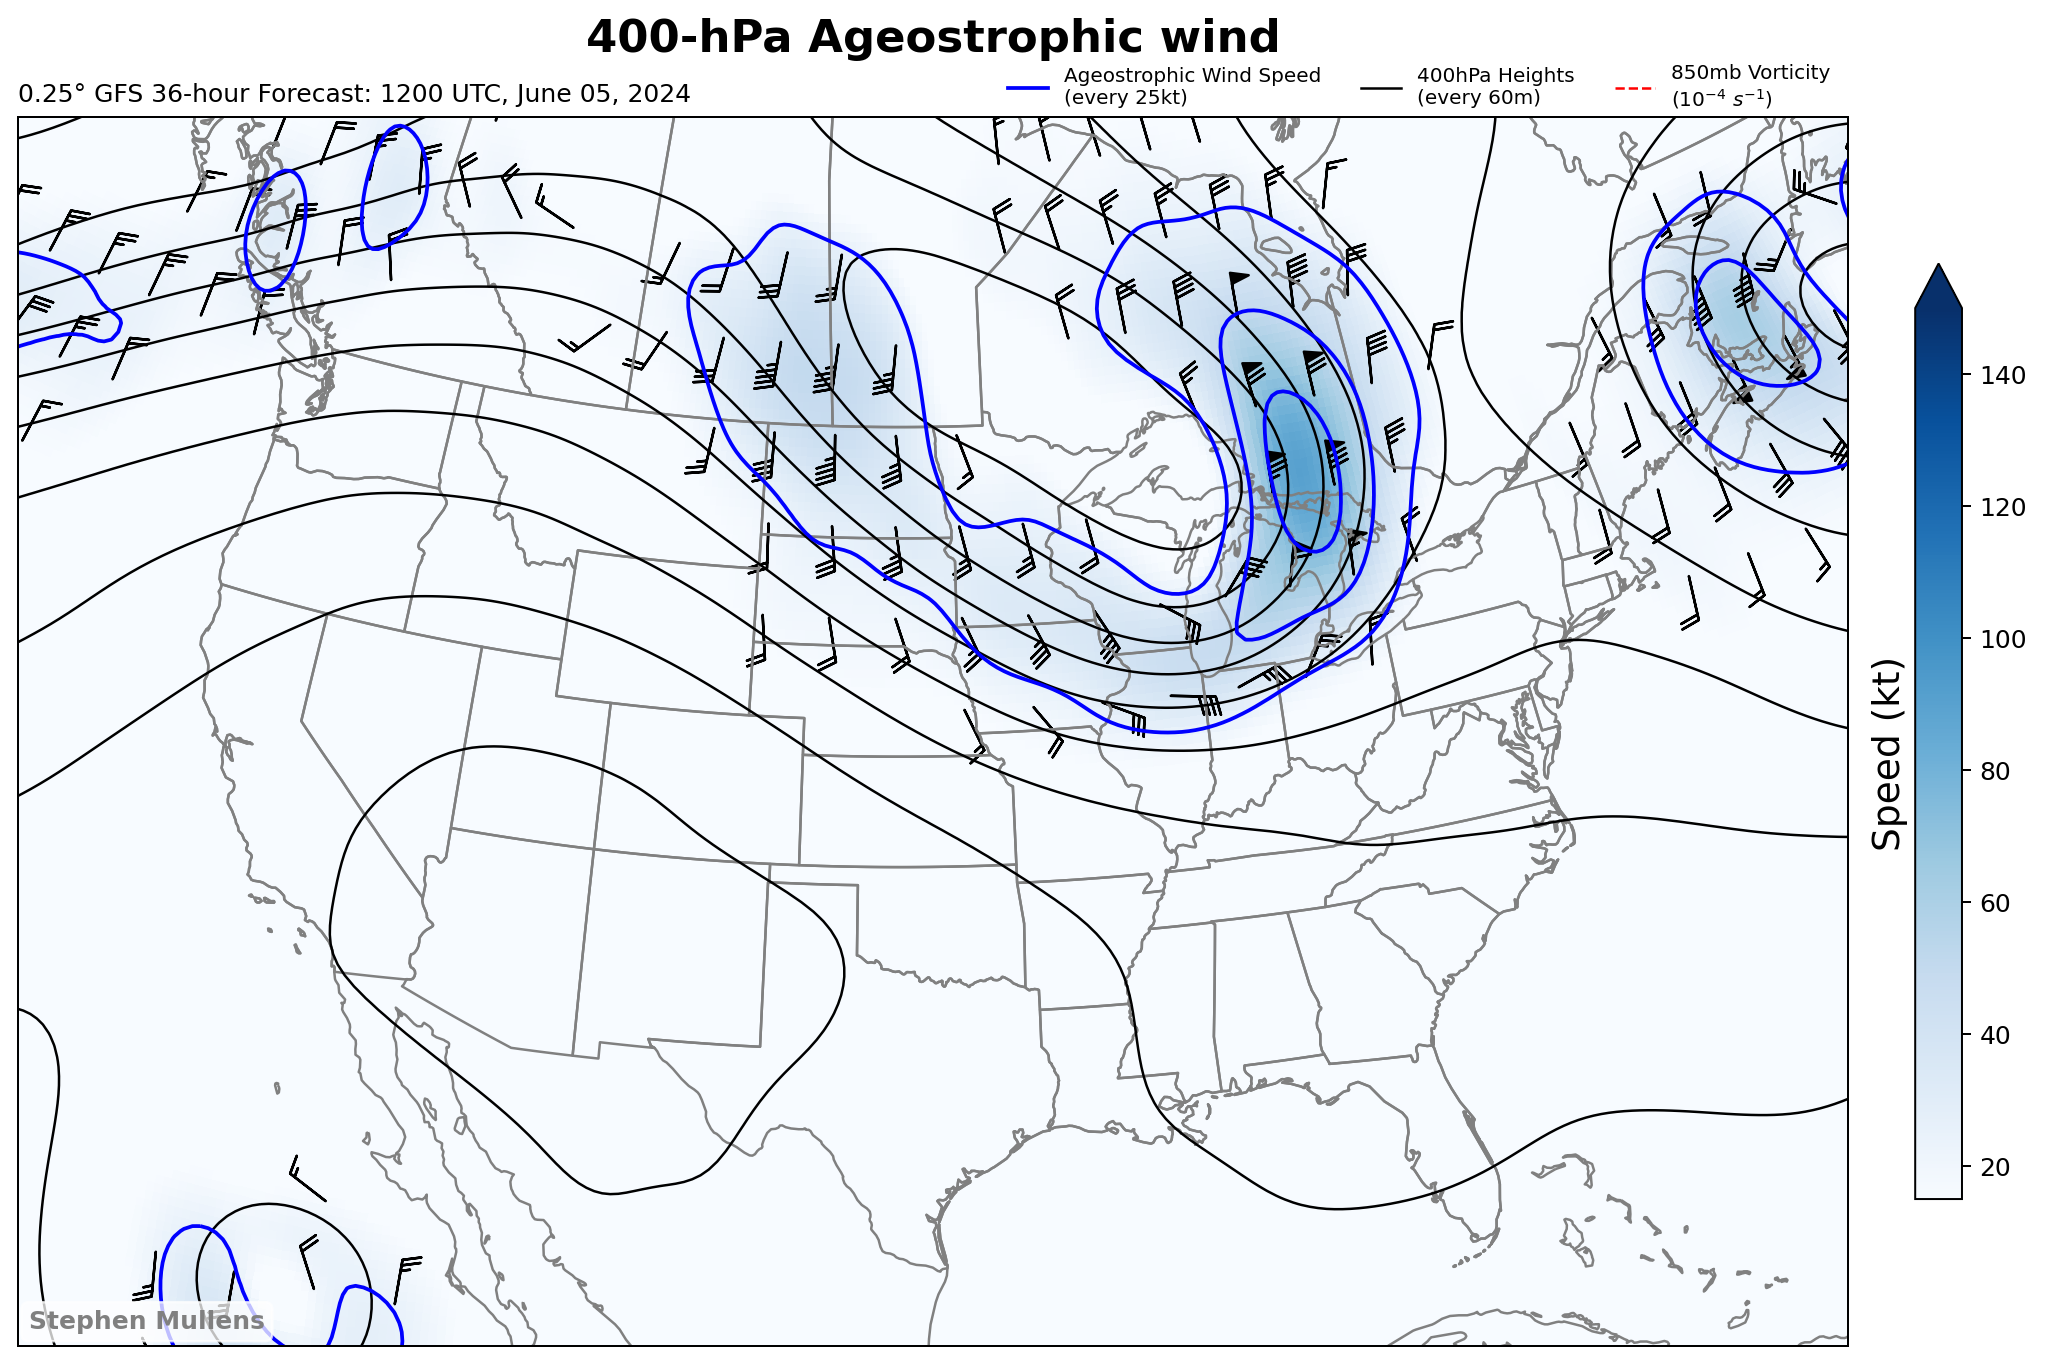 400-hPa Ageostrophic wind
0.25° GFS 36-hour Forecast: 1200 UTC, June 05, 2024
Ageostrophic Wind Speed
(every 25kt)
400hPa Heights
(every 60m)
850mb Vorticity
(10⁻⁴ s⁻¹)
140
120
100
80
60
40
20
Speed (kt)
Stephen Mullens